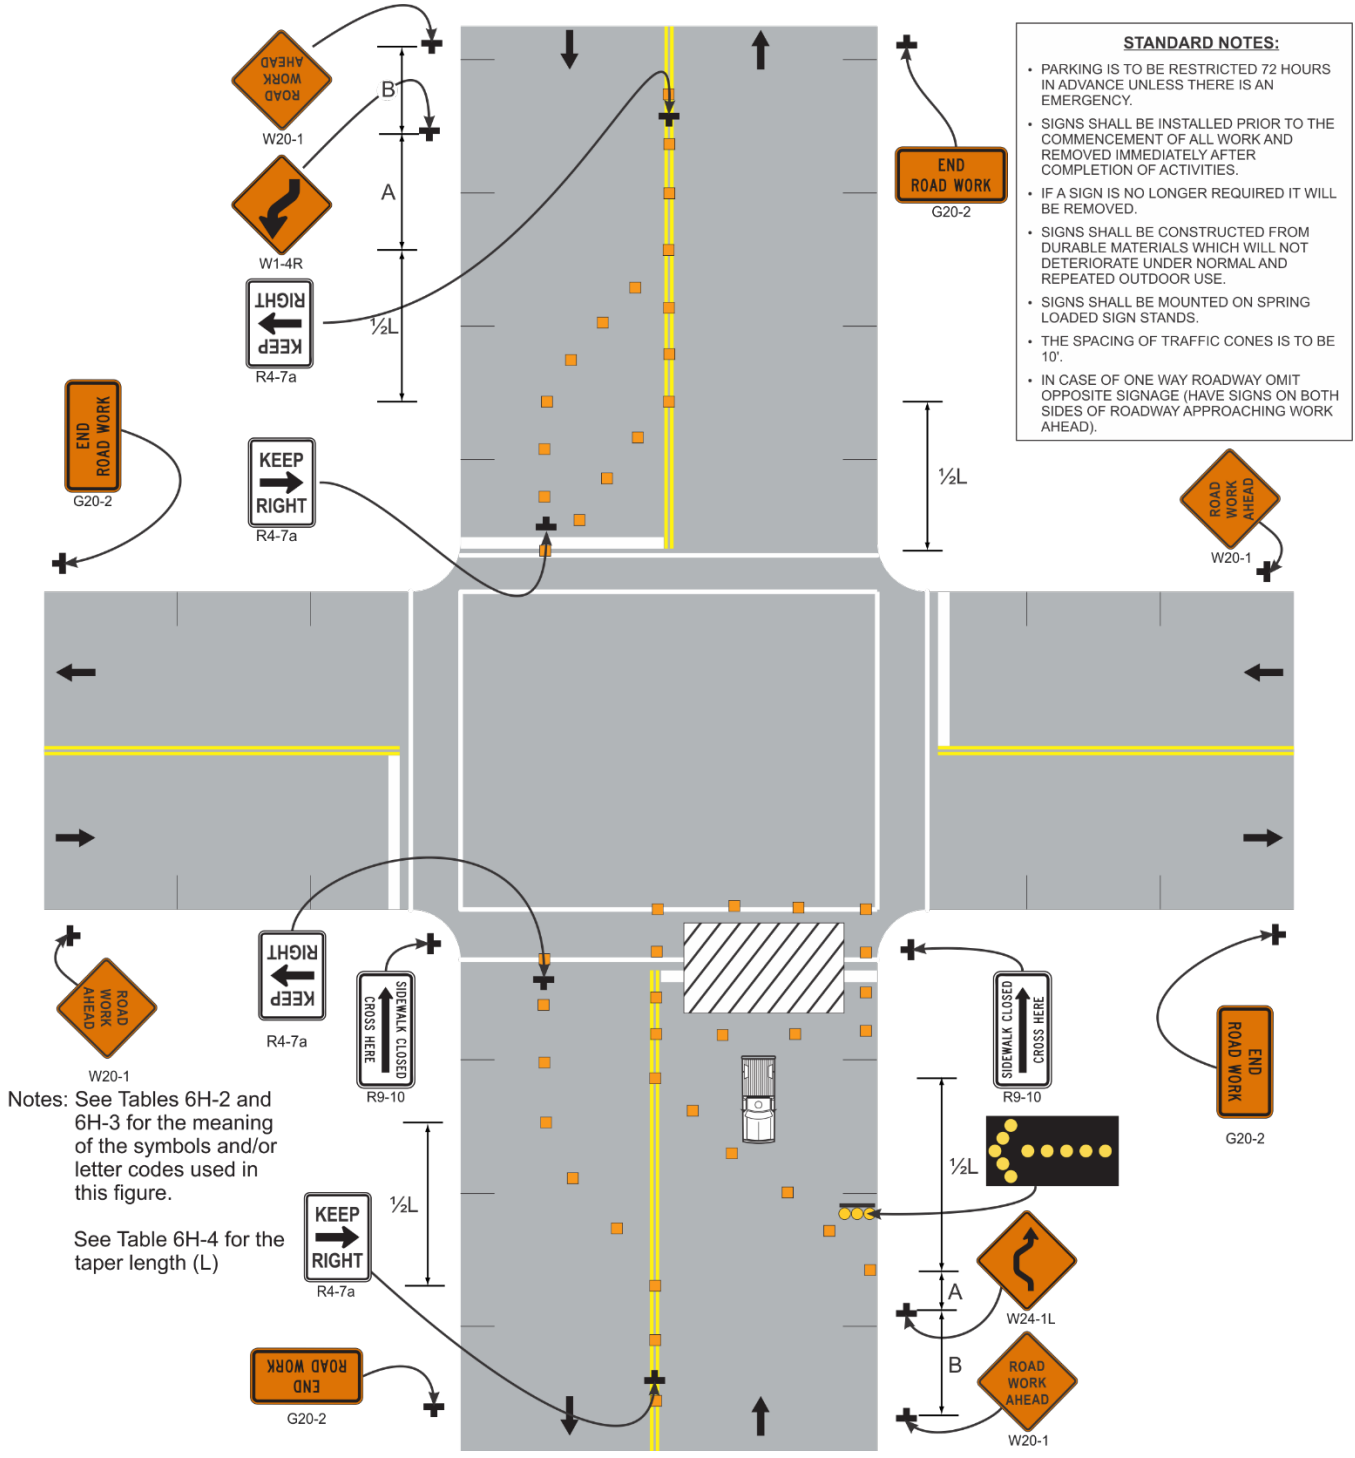 ROAD
WORK
AHEAD
W20-1
B
A
½L
W1-4R
KEEP
RIGHT
R4-7a
END
ROAD WORK
G20-2
KEEP
RIGHT
R4-7a
END
ROAD WORK
G20-2
STANDARD NOTES:
• PARKING IS TO BE RESTRICTED 72 HOURS
IN ADVANCE UNLESS THERE IS AN
EMERGENCY.
• SIGNS SHALL BE INSTALLED PRIOR TO THE
COMMENCEMENT OF ALL WORK AND
REMOVED IMMEDIATELY AFTER
COMPLETION OF ACTIVITIES.
• IF A SIGN IS NO LONGER REQUIRED IT WILL
BE REMOVED.
• SIGNS SHALL BE CONSTRUCTED FROM
DURABLE MATERIALS WHICH WILL NOT
DETERIORATE UNDER NORMAL AND
REPEATED OUTDOOR USE.
• SIGNS SHALL BE MOUNTED ON SPRING
LOADED SIGN STANDS.
• THE SPACING OF TRAFFIC CONES IS TO BE
10'.
• IN CASE OF ONE WAY ROADWAY OMIT
OPPOSITE SIGNAGE (HAVE SIGNS ON BOTH
SIDES OF ROADWAY APPROACHING WORK
AHEAD).
½L
ROAD
WORK
AHEAD
W20-1
ROAD
WORK
AHEAD
W20-1
KEEP
RIGHT
R4-7a
SIDEWALK CLOSED
CROSS HERE
R9-10
SIDEWALK CLOSED
CROSS HERE
R9-10
END
ROAD WORK
G20-2
Notes: See Tables 6H-2 and
6H-3 for the meaning
of the symbols and/or
letter codes used in
this figure.
See Table 6H-4 for the
taper length (L)
½L
KEEP
RIGHT
R4-7a
END
ROAD WORK
G20-2
½L
A
B
W24-1L
ROAD
WORK
AHEAD
W20-1